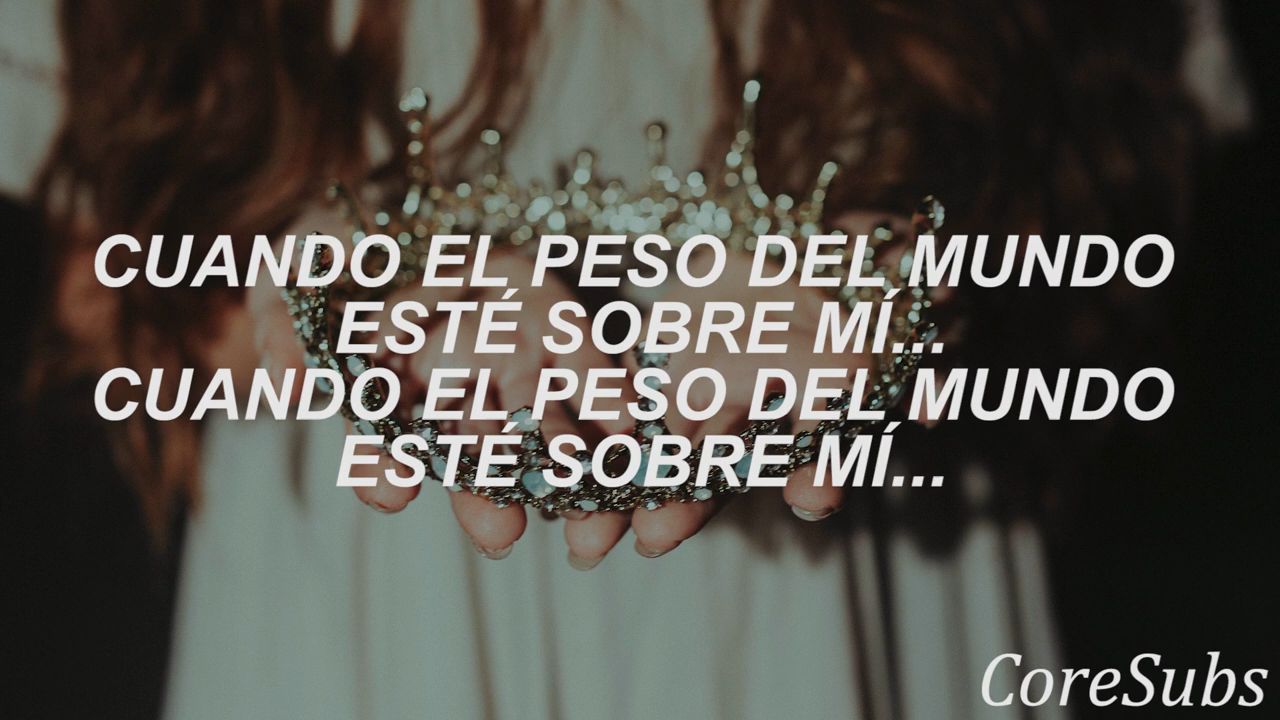 CUANDO EL PESO DEL MUNDO
ESTÉ SOBRE MÍ...
CUANDO EL PESO DEL MUNDO
ESTÉ SOBRE MÍ...
CoreSubs